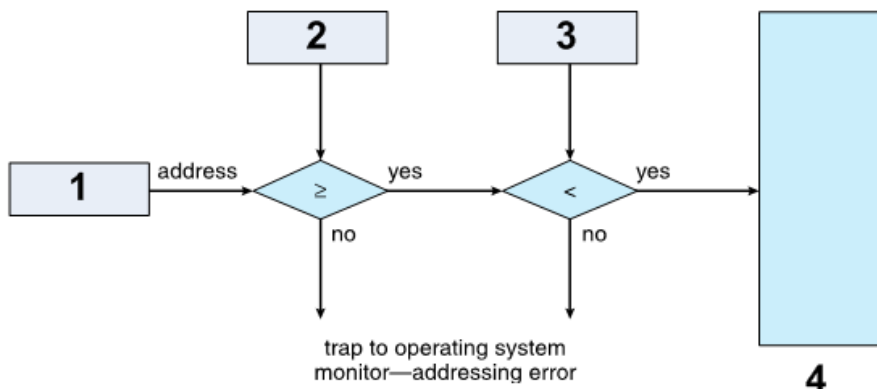 2
3
1
address
≥
yes
<
yes
no
no
trap to operating system
monitor—addressing error
4